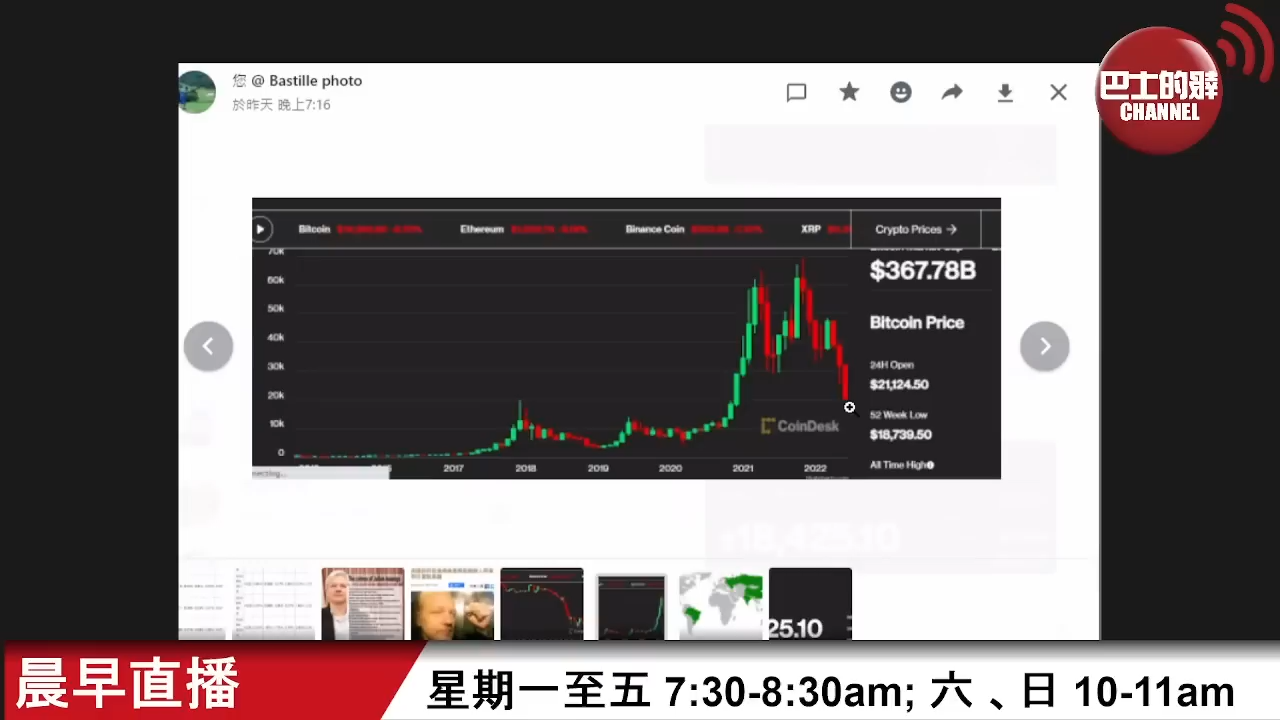 您 @ Bastille photo
於昨天 晚上7:16
巴士的報
CHANNEL
Bitcoin
Ethereum
Binance Coin
XRP
Crypto Prices →
$367.78B
70k
60k
50k
40k
30k
20k
10k
0
Bitcoin Price
24H Open
$21,124.50
52 Week Low
$18,739.50
All Time High
CoinDesk
2017 2018 2019 2020 2021 2022
25.10
晨早直播
星期一至五 7:30-8:30am; 六、日 10-11am